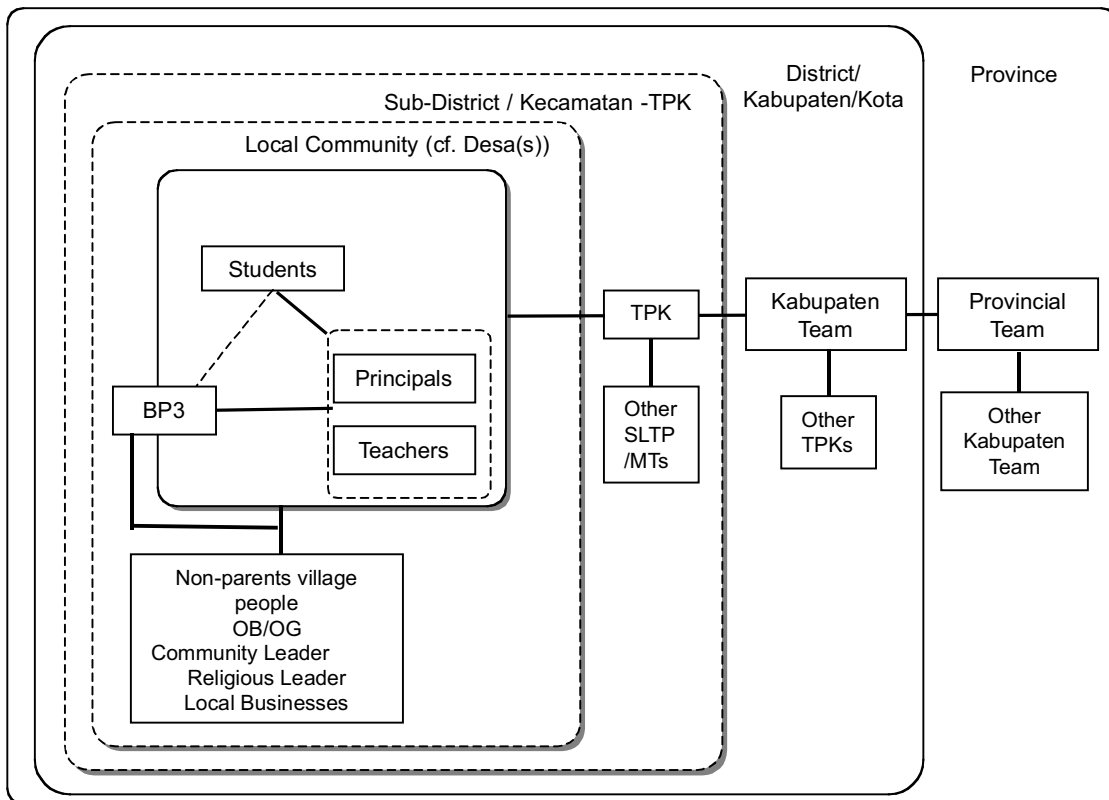 District/
Kabupaten/Kota
Province
Sub-District / Kecamatan -TPK
Local Community (cf. Desa(s))
Students
TPK
Kabupaten
Team
Provincial
Team
Principals
BP3
Teachers
Other
SLTP
/MTs
Other
TPKs
Other
Kabupaten
Team
Non-parents village
people
OB/OG
Community Leader
Religious Leader
Local Businesses